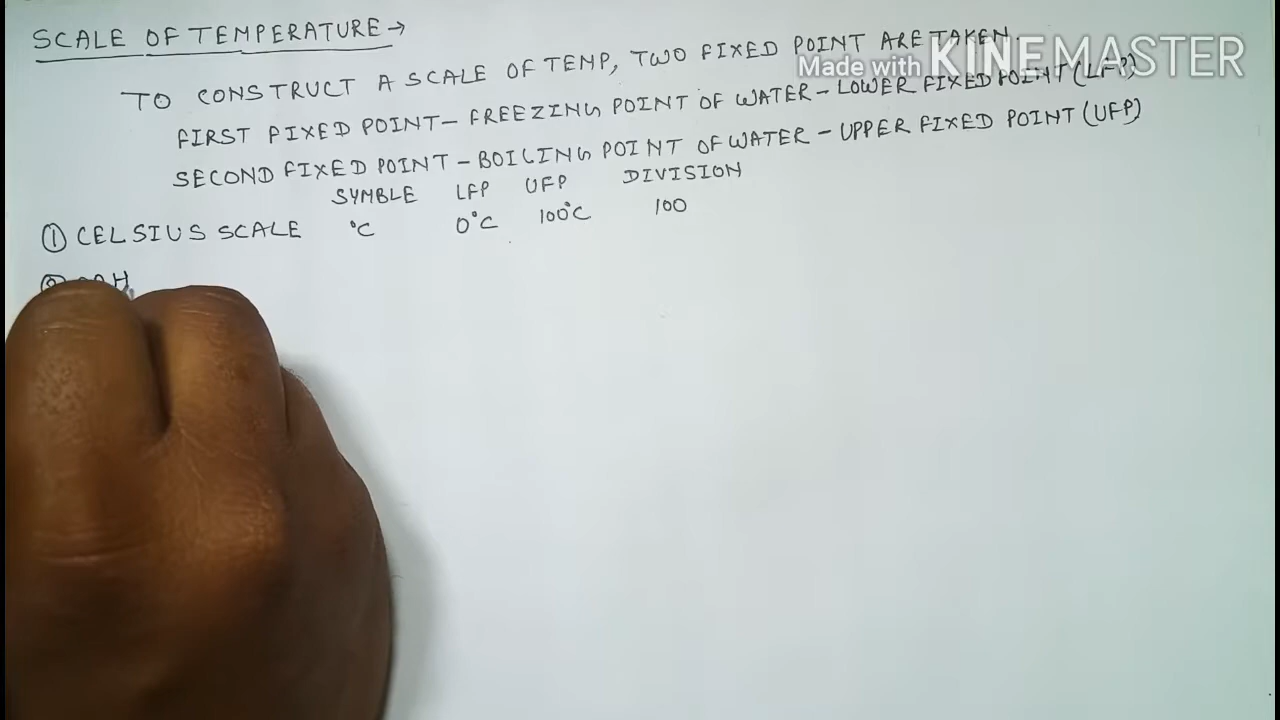 SCALE OF TEMPERATURE →
TO CONSTRUCT A SCALE OF TEMP, TWO FIXED POINT ARE TAKEN.
Made with KINEMASTER
FIRST FIXED POINT - FREEZING POINT OF WATER - LOWER FIXED POINT (LFP)
SECOND FIXED POINT - BOILING POINT OF WATER - UPPER FIXED POINT (UFP)
SYMBLE LFP UFP DIVISION
① CELSIUS SCALE °C 0°C 100°C 100